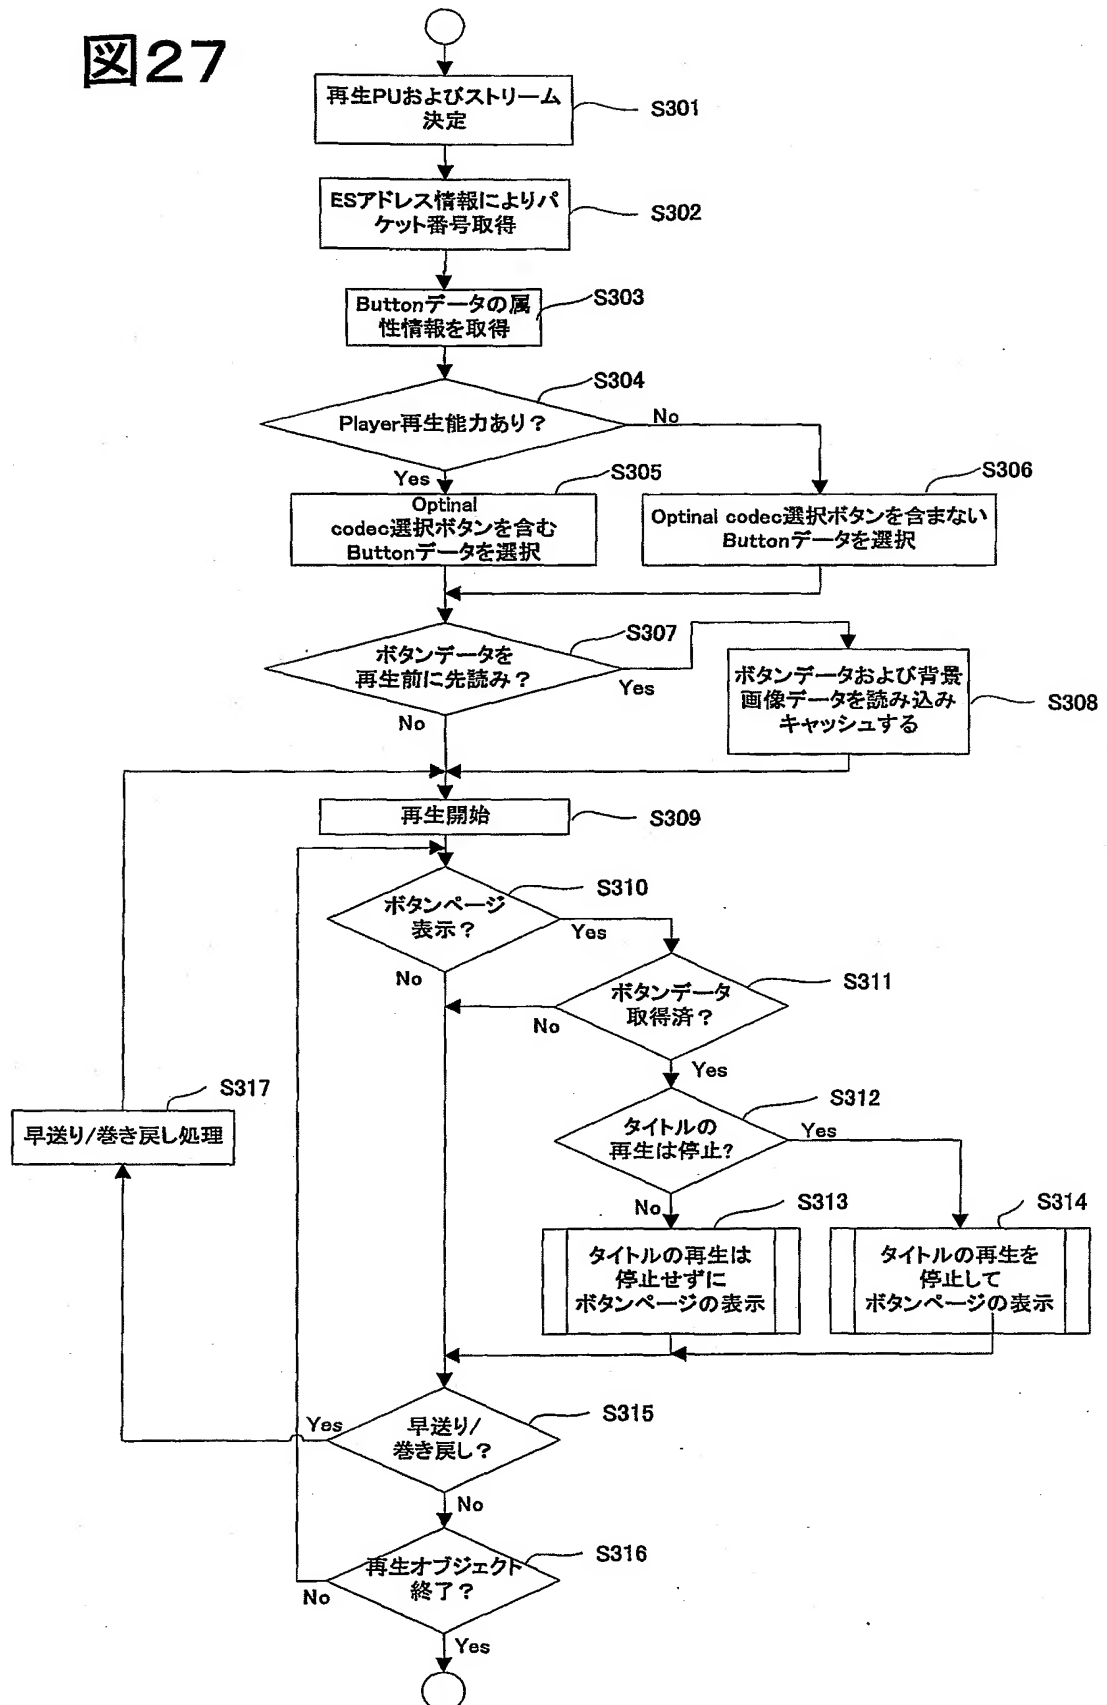 図27
再生PUおよびストリーム
決定
S301
ESアドレス情報によりパ
ケット番号取得
S302
Buttonデータの属
性情報を取得
S303
S304
Player再生能力あり？
No
Yes
S305
Optinal
codec選択ボタンを含む
Buttonデータを選択
S306
Optinal codec選択ボタンを含まない
Buttonデータを選択
S307
ボタンデータを
再生前に先読み？
Yes
No
ボタンデータおよび背景
画像データを読み込み
キャッシュする
S308
再生開始
S309
S310
ボタンページ
表示？
Yes
No
S311
ボタンデータ
取得済？
No
Yes
S317
早送り/巻き戻し処理
S312
タイトルの
再生は停止?
Yes
No
S313
タイトルの再生は
停止せずに
ボタンページの表示
S314
タイトルの再生を
停止して
ボタンページの表示
S315
早送り/
巻き戻し？
Yes
No
S316
再生オブジェクト
終了？
No
Yes